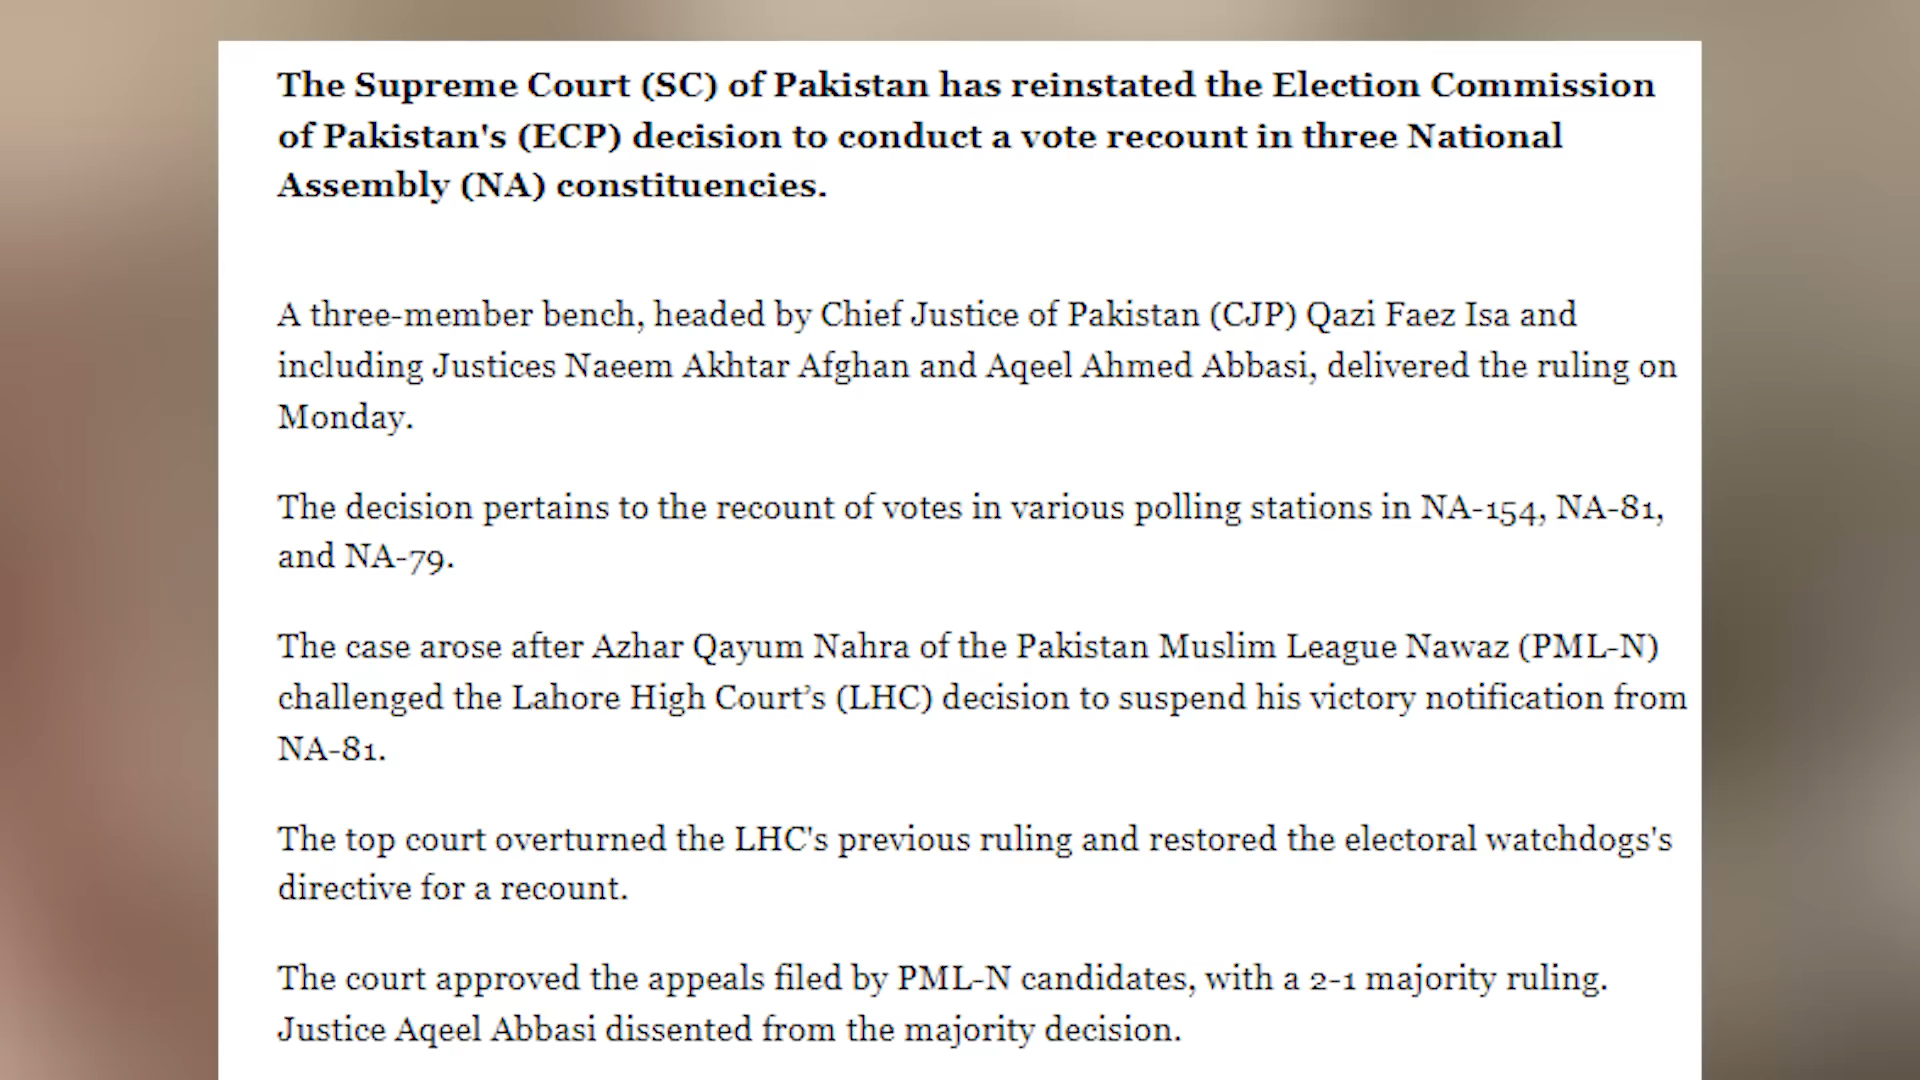 The Supreme Court (SC) of Pakistan has reinstated the Election Commission
of Pakistan's (ECP) decision to conduct a vote recount in three National
Assembly (NA) constituencies.
A three-member bench, headed by Chief Justice of Pakistan (CJP) Qazi Faez Isa and
including Justices Naeem Akhtar Afghan and Aqeel Ahmed Abbasi, delivered the ruling on
Monday.
The decision pertains to the recount of votes in various polling stations in NA-154, NA-81,
and NA-79.
The case arose after Azhar Qayum Nahra of the Pakistan Muslim League Nawaz (PML-N)
challenged the Lahore High Court’s (LHC) decision to suspend his victory notification from
NA-81.
The top court overturned the LHC's previous ruling and restored the electoral watchdogs's
directive for a recount.
The court approved the appeals filed by PML-N candidates, with a 2-1 majority ruling.
Justice Aqeel Abbasi dissented from the majority decision.